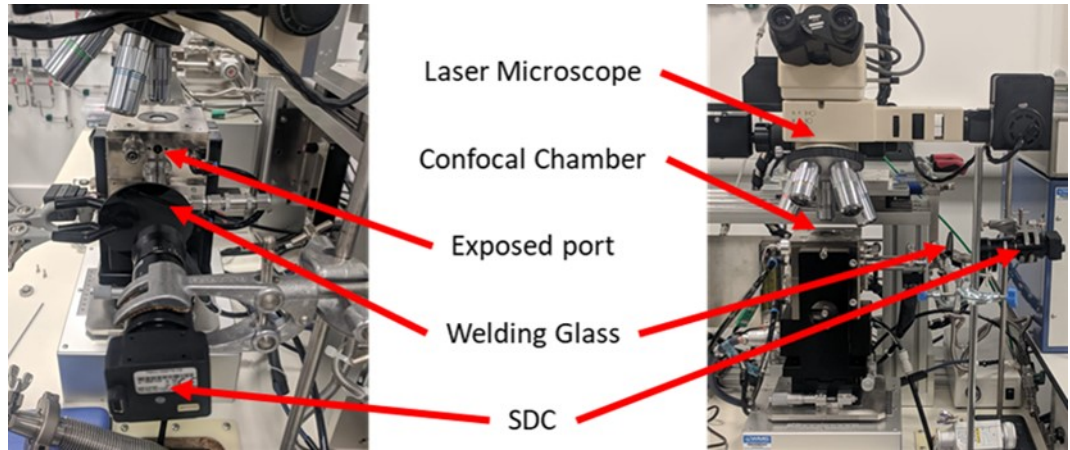 Laser Microscope
Confocal Chamber
Exposed port
Welding Glass
SDC